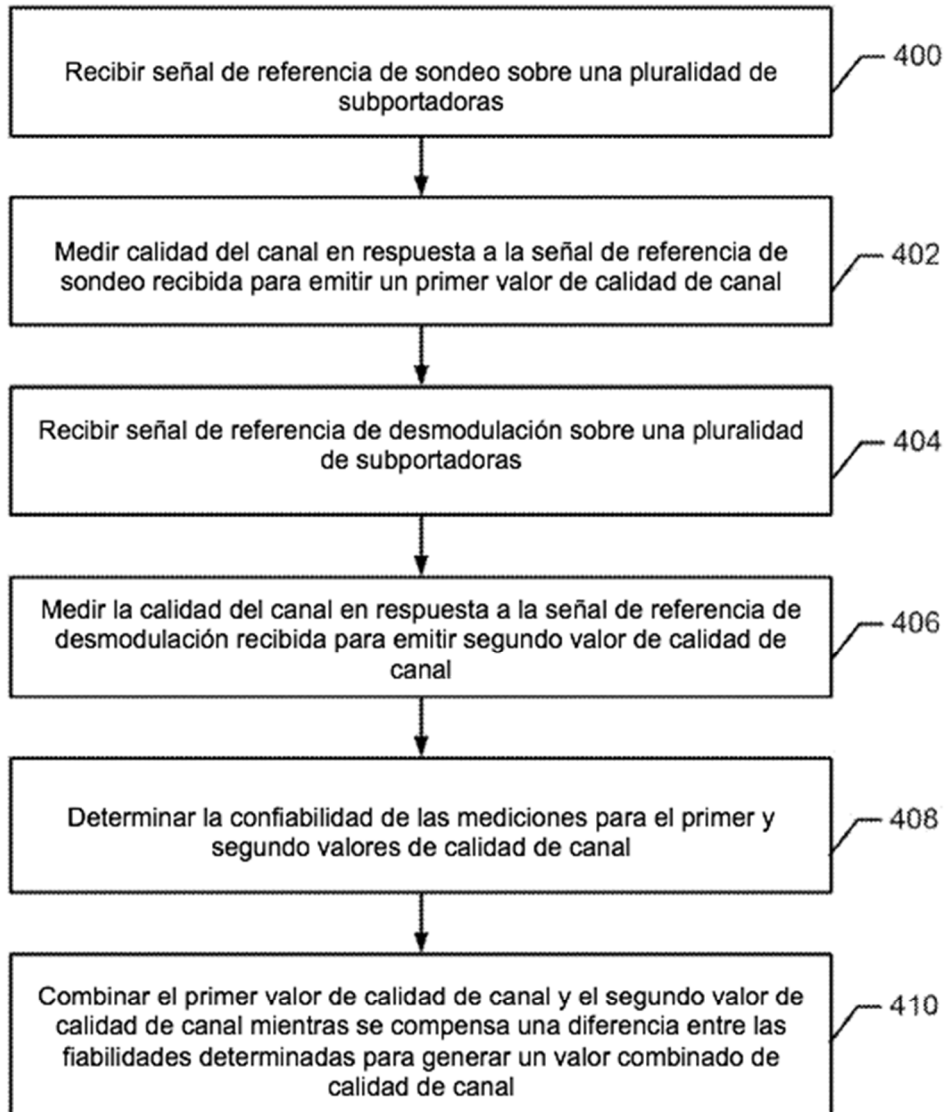 Recibir señal de referencia de sondeo sobre una pluralidad de
subportadoras
400
Medir calidad del canal en respuesta a la señal de referencia de
sondeo recibida para emitir un primer valor de calidad de canal
402
Recibir señal de referencia de desmodulación sobre una pluralidad
de subportadoras
404
Medir la calidad del canal en respuesta a la señal de referencia de
desmodulación recibida para emitir segundo valor de calidad de
canal
406
Determinar la confiabilidad de las mediciones para el primer y
segundo valores de calidad de canal
408
Combinar el primer valor de calidad de canal y el segundo valor de
calidad de canal mientras se compensa una diferencia entre las
fiabilidades determinadas para generar un valor combinado de
calidad de canal
410